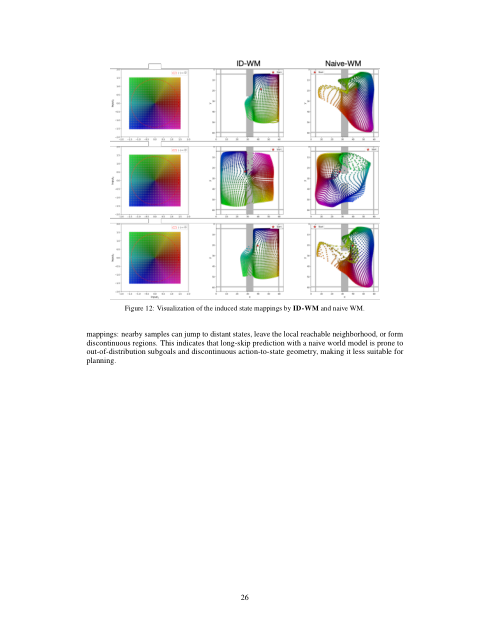 ID-WM
Naive-WM
Figure 12: Visualization of the induced state mappings by ID-WM and naive WM.
mappings: nearby samples can jump to distant states, leave the local reachable neighborhood, or form
discontinuous regions. This indicates that long-skip prediction with a naive world model is prone to
out-of-distribution subgoals and discontinuous action-to-state geometry, making it less suitable for
planning.
26